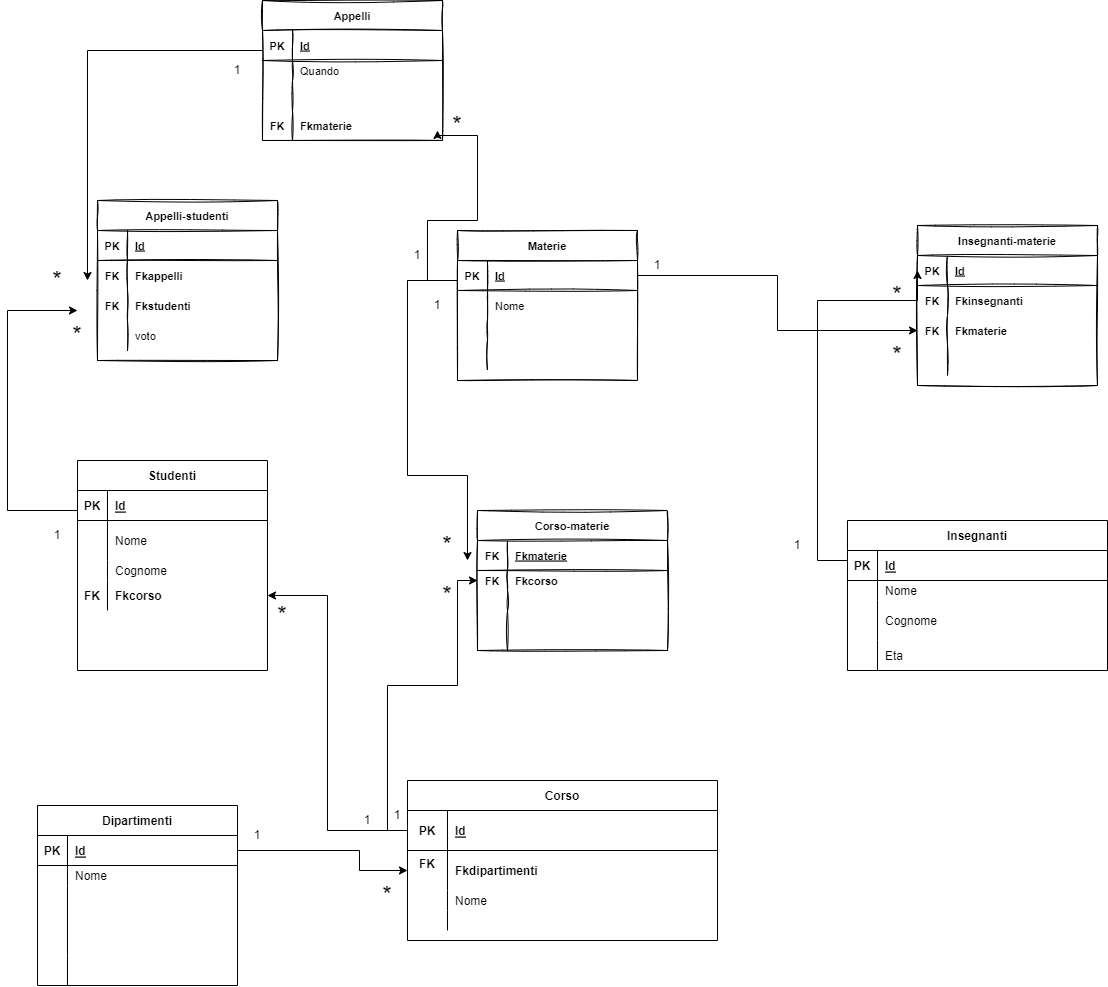 Appelli
PK Id
1
Quando
FK Fkmaterie
*
Appelli-studenti
PK Id
* FK Fkappelli
FK Fkstudenti
*
voto
1
Materie
PK Id
1
1
Nome
Insegnanti-materie
PK Id
*
FK Fkinsegnanti
FK Fkmaterie
*
Studenti
PK Id
1
Nome
Cognome
FK Fkcorso
*
Corso-materie
*
FK Fkmaterie
FK Fkcorso
*
Insegnanti
1
PK Id
Nome
Cognome
Eta
Dipartimenti
1
PK Id
Nome
Corso
1
1
PK Id
FK
Fkdipartimenti
*
Nome